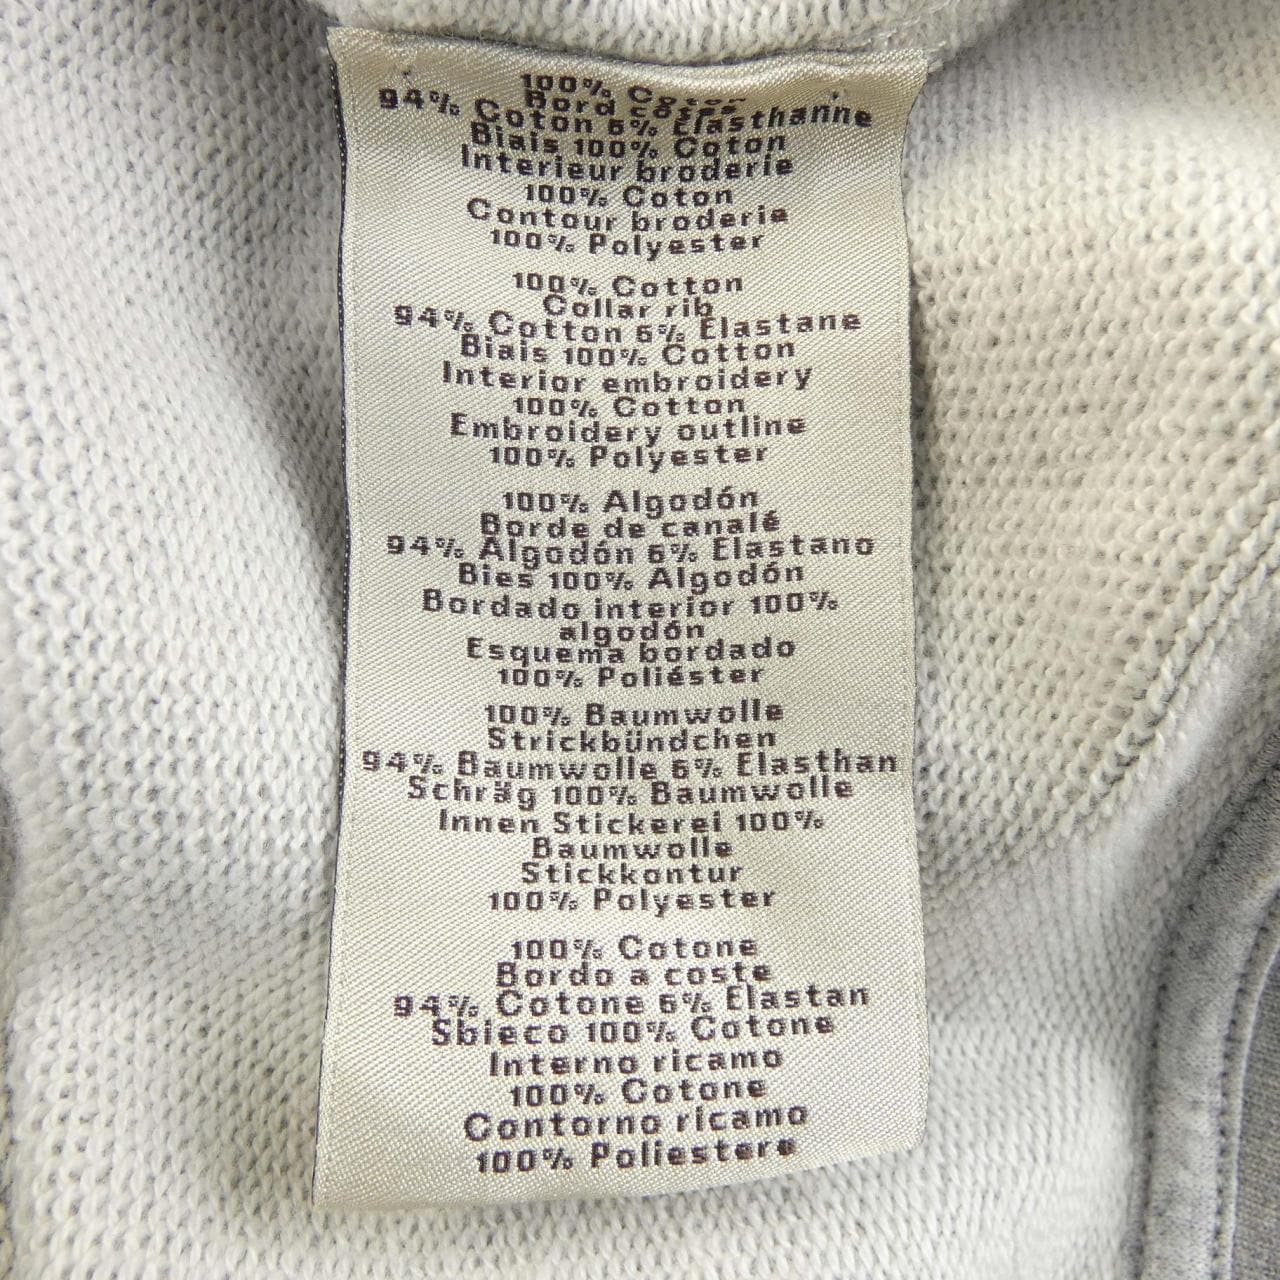 100% Coton
Bord côtes
94% Coton 6% Elasthanne
Biais 100% Coton
Interieur broderie
100% Coton
Contour broderie
100% Polyester
100% Cotton
Collar rib
94% Cotton 6% Elastane
Biais 100% Cotton
Interior embroidery
100% Cotton
Embroidery outline
100% Polyester
100% Algodón
Borde de canalé
94% Algodón 6% Elastano
Bies 100% Algodón
Bordado interior 100%
algodón
Esquema bordado
100% Poliéster
100% Baumwolle
Strickbündchen
94% Baumwolle 6% Elasthan
Schräg 100% Baumwolle
Innen Stickerei 100%
Baumwolle
Stickkontur
100% Polyester
100% Cotone
Bordo a coste
94% Cotone 6% Elastan
Sbieco 100% Cotone
Interno ricamo
100% Cotone
Contorno ricamo
100% Poliestere